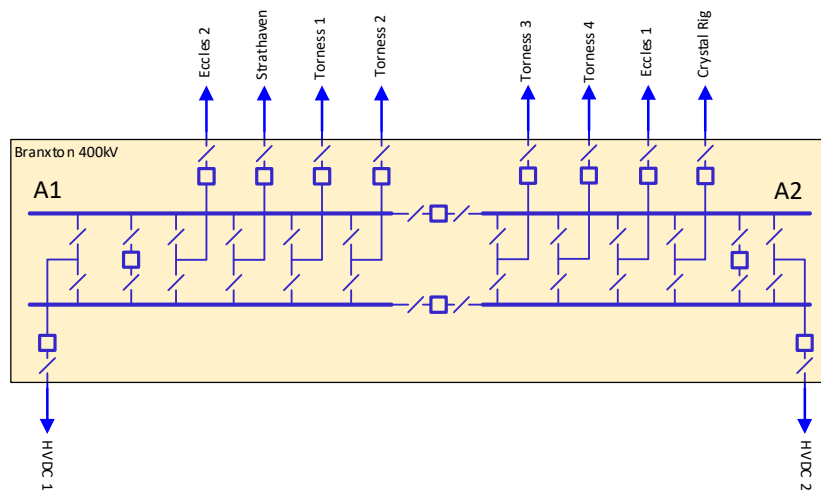 Eccles 2
Strathaven
Torness 1
Torness 2
Torness 3
Torness 4
Eccles 1
Crystal Rig
Branxton 400kV
A1
A2
HVDC 1
HVDC 2